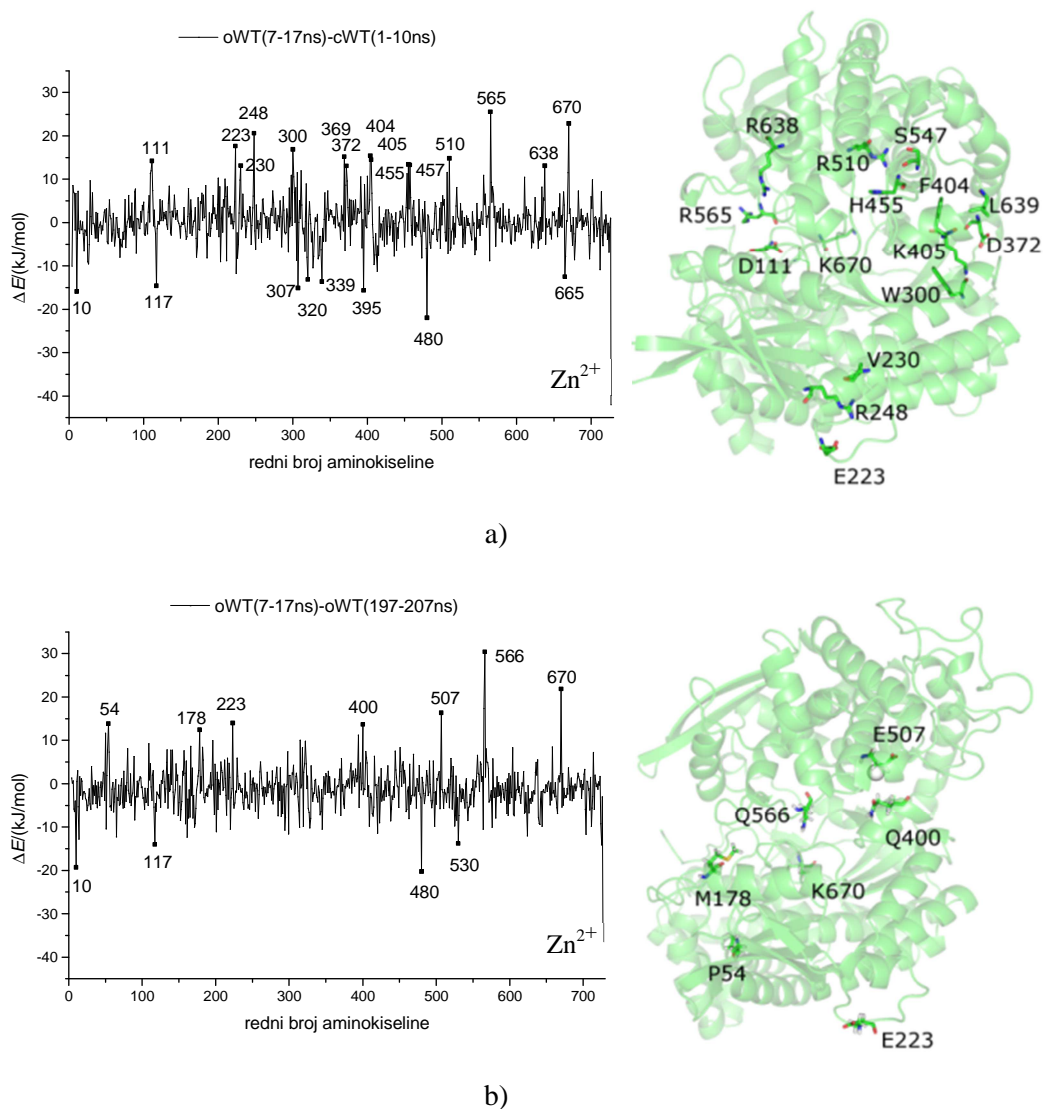 oWT(7-17ns)-cWT(1-10ns)
30
20
10
0
-10
-20
-30
-40
ΔE/(kJ/mol)
10
111
117
223
230
248
300
307
320
339
369
372
395
404
405
455
457
480
510
565
638
665
670
Zn2+
0 100 200 300 400 500 600 700
redni broj aminokiseline
R638
S547
R510
F404
H455
L639
R565
D372
K405
D111
K670
W300
V230
R248
E223
a)
oWT(7-17ns)-oWT(197-207ns)
30
20
10
0
-10
-20
-30
-40
ΔE/(kJ/mol)
10
54
117
178
223
400
480
507
530
566
670
Zn2+
0 100 200 300 400 500 600 700
redni broj aminokiseline
E507
Q566
Q400
M178
K670
P54
E223
b)